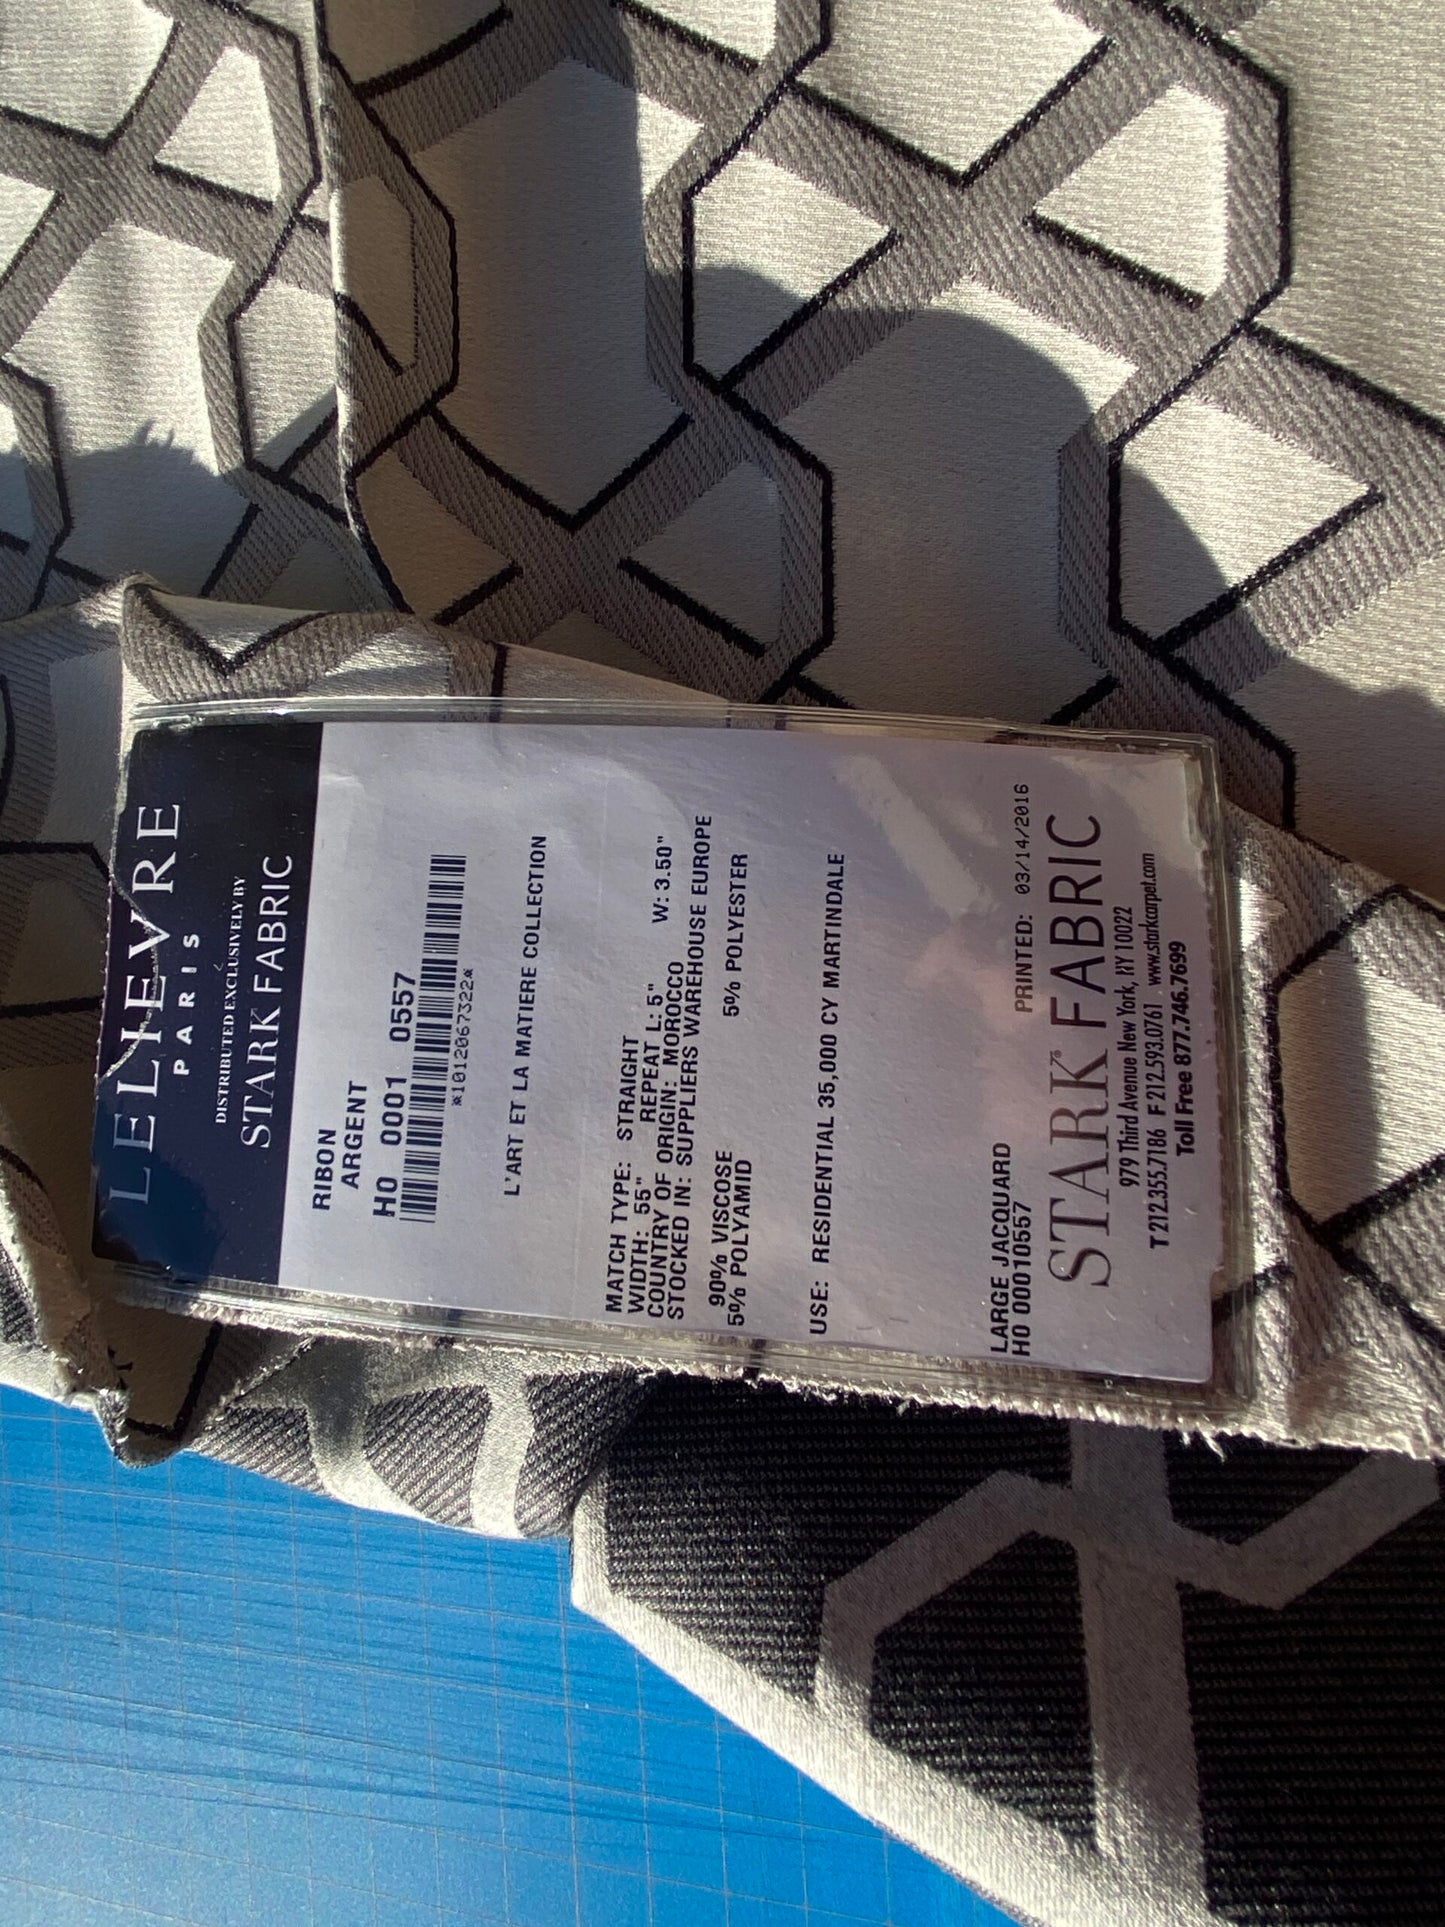 LELIEVRE
PARIS
DISTRIBUTED EXCLUSIVELY BY
STARK FABRIC
RIBON
ARGENT
H0 0001 0557
*1012067322*
L'ART ET LA MATIERE COLLECTION
MATCH TYPE: STRAIGHT
WIDTH: 55" REPEAT L: 5" W: 3.50"
COUNTRY OF ORIGIN: MOROCCO
STOCKED IN: SUPPLIERS WAREHOUSE EUROPE
90% VISCOSE 5% POLYESTER
5% POLYAMID
USE: RESIDENTIAL 35,000 CY MARTINDALE
LARGE JACQUARD
H0 00010557 PRINTED: 03/14/2016
STARK® FABRIC
979 Third Avenue New York, NY 10022
T 212.355.7186 F 212.593.0761 www.starkcarpet.com
Toll Free 877.746.7699